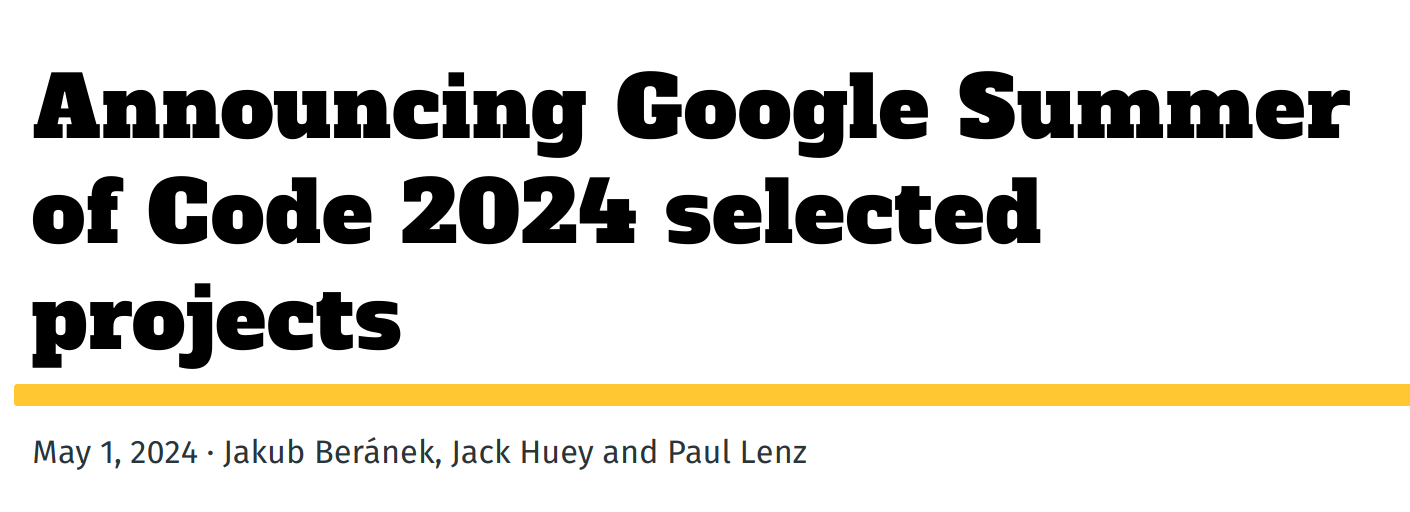 Announcing Google Summer
of Code 2024 selected
projects
May 1, 2024 · Jakub Beránek, Jack Huey and Paul Lenz